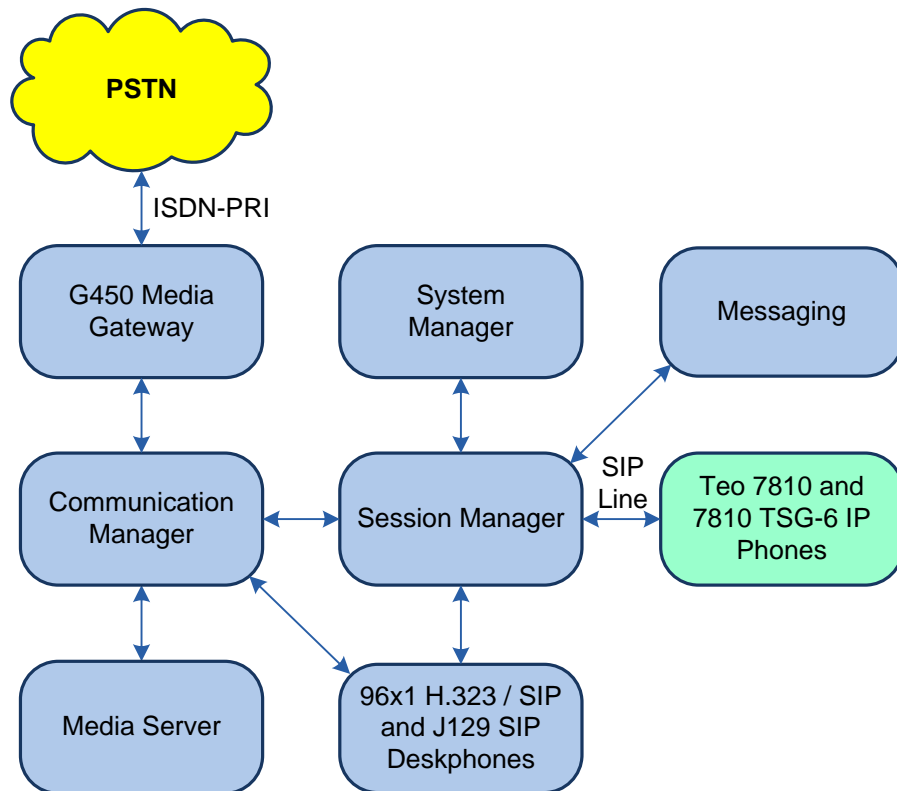 PSTN
ISDN-PRI
G450 Media
Gateway
System
Manager
Messaging
Communication
Manager
Session Manager
SIP
Line
Teo 7810 and
7810 TSG-6 IP
Phones
Media Server
96x1 H.323 / SIP
and J129 SIP
Deskphones